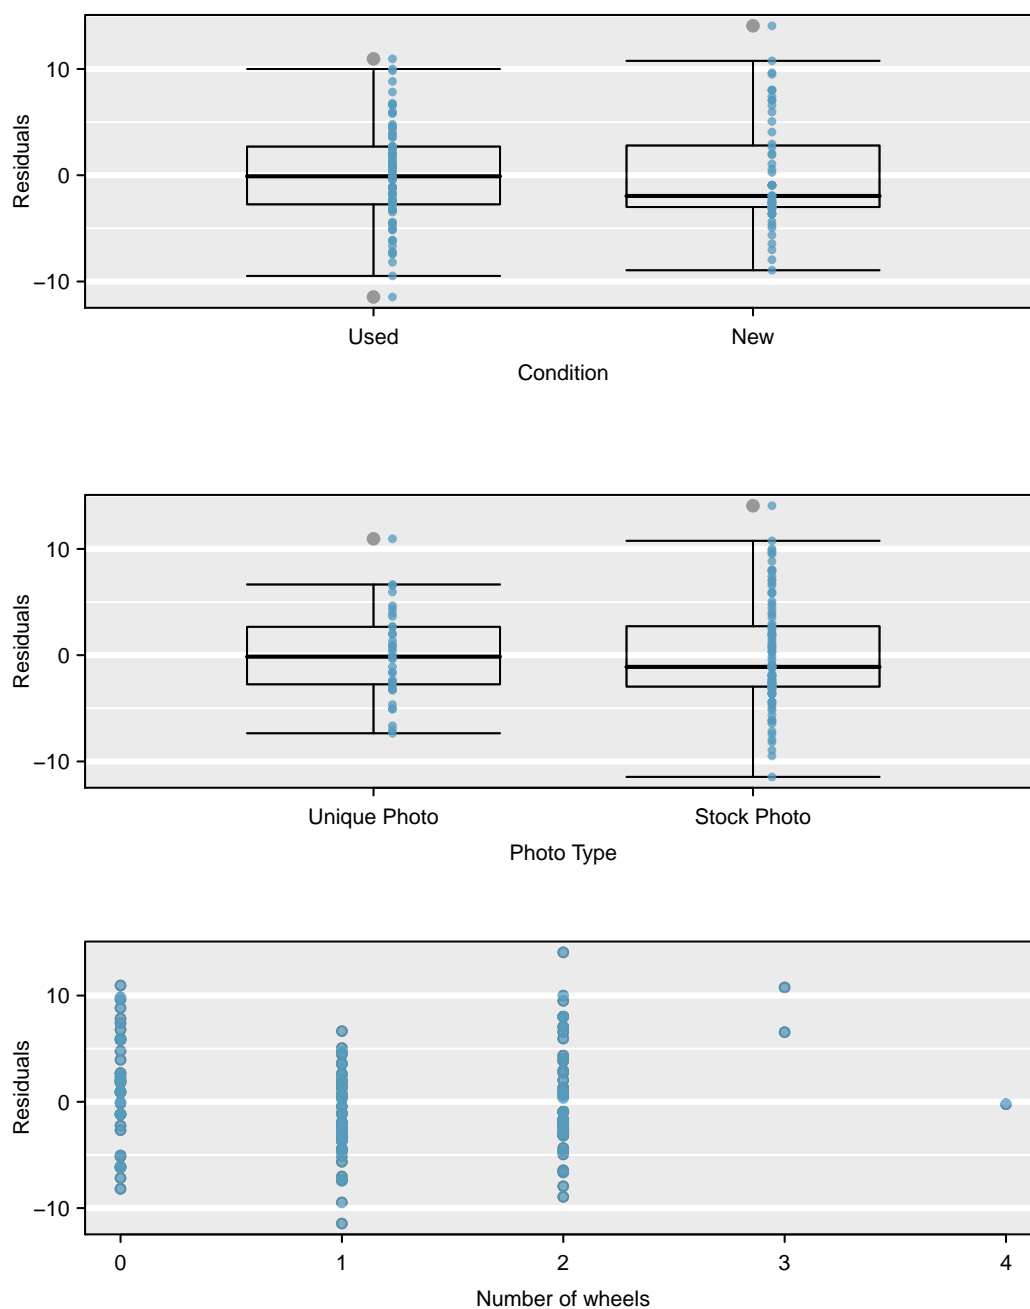 Residuals
10
0
−10
Used New
Condition
Residuals
10
0
−10
Unique Photo Stock Photo
Photo Type
Residuals
10
0
−10
0 1 2 3 4
Number of wheels